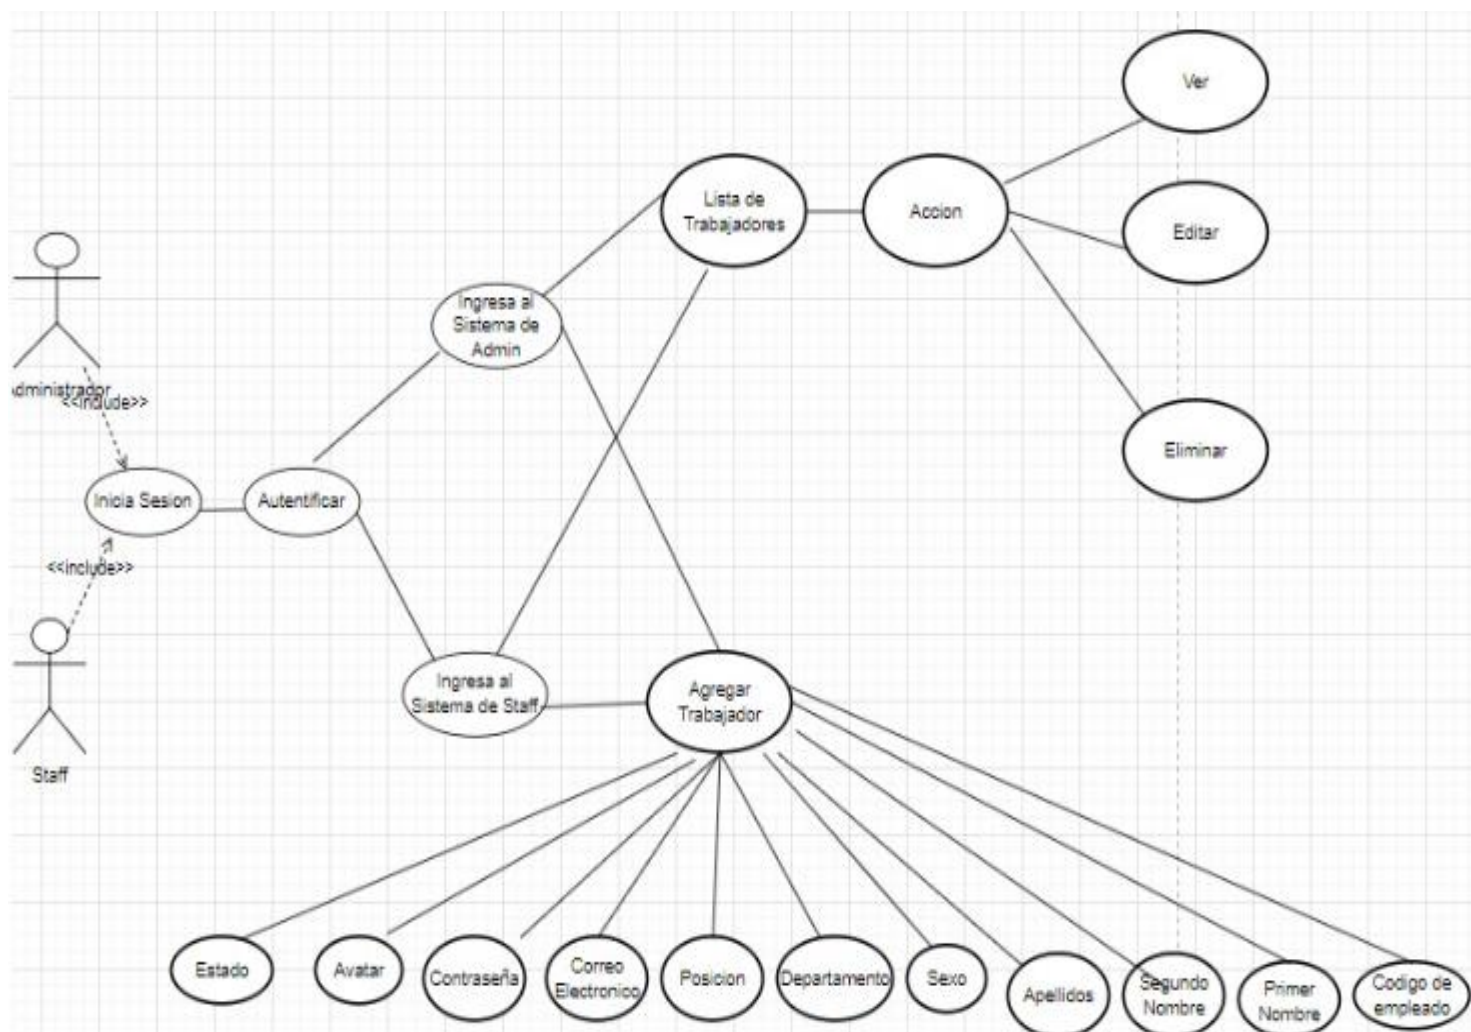 Ver
Lista de
Trabajadores
Accion
Editar
Ingresa al
Sistema de
Admin
Administrador
<<include>>
Eliminar
Inicia Sesion
Autentificar
<<include>>
Ingresa al
Sistema de Staff
Agregar
Trabajador
Staff
Estado
Avatar
Contraseña
Correo
Electronico
Posicion
Departamento
Sexo
Apellidos
Segundo
Nombre
Primer
Nombre
Codigo de
empleado